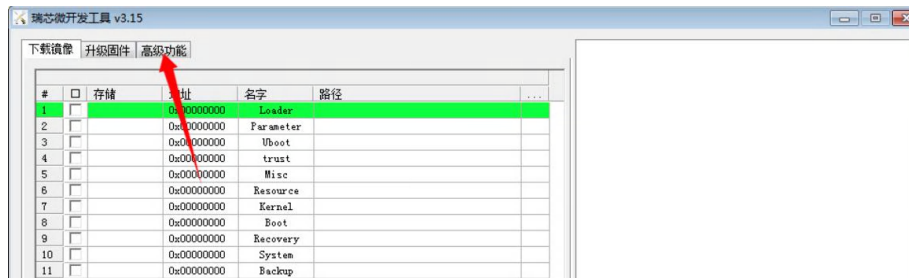 瑞芯微开发工具 v3.15
下载镜像 升级固件 高级功能
# 存储 地址 名字 路径 ...
1 0x00000000 Loader
2 0x00000000 Parameter
3 0x00000000 Uboot
4 0x00000000 trust
5 0x00000000 Misc
6 0x00000000 Resource
7 0x00000000 Kernel
8 0x00000000 Boot
9 0x00000000 Recovery
10 0x00000000 System
11 0x00000000 Backup